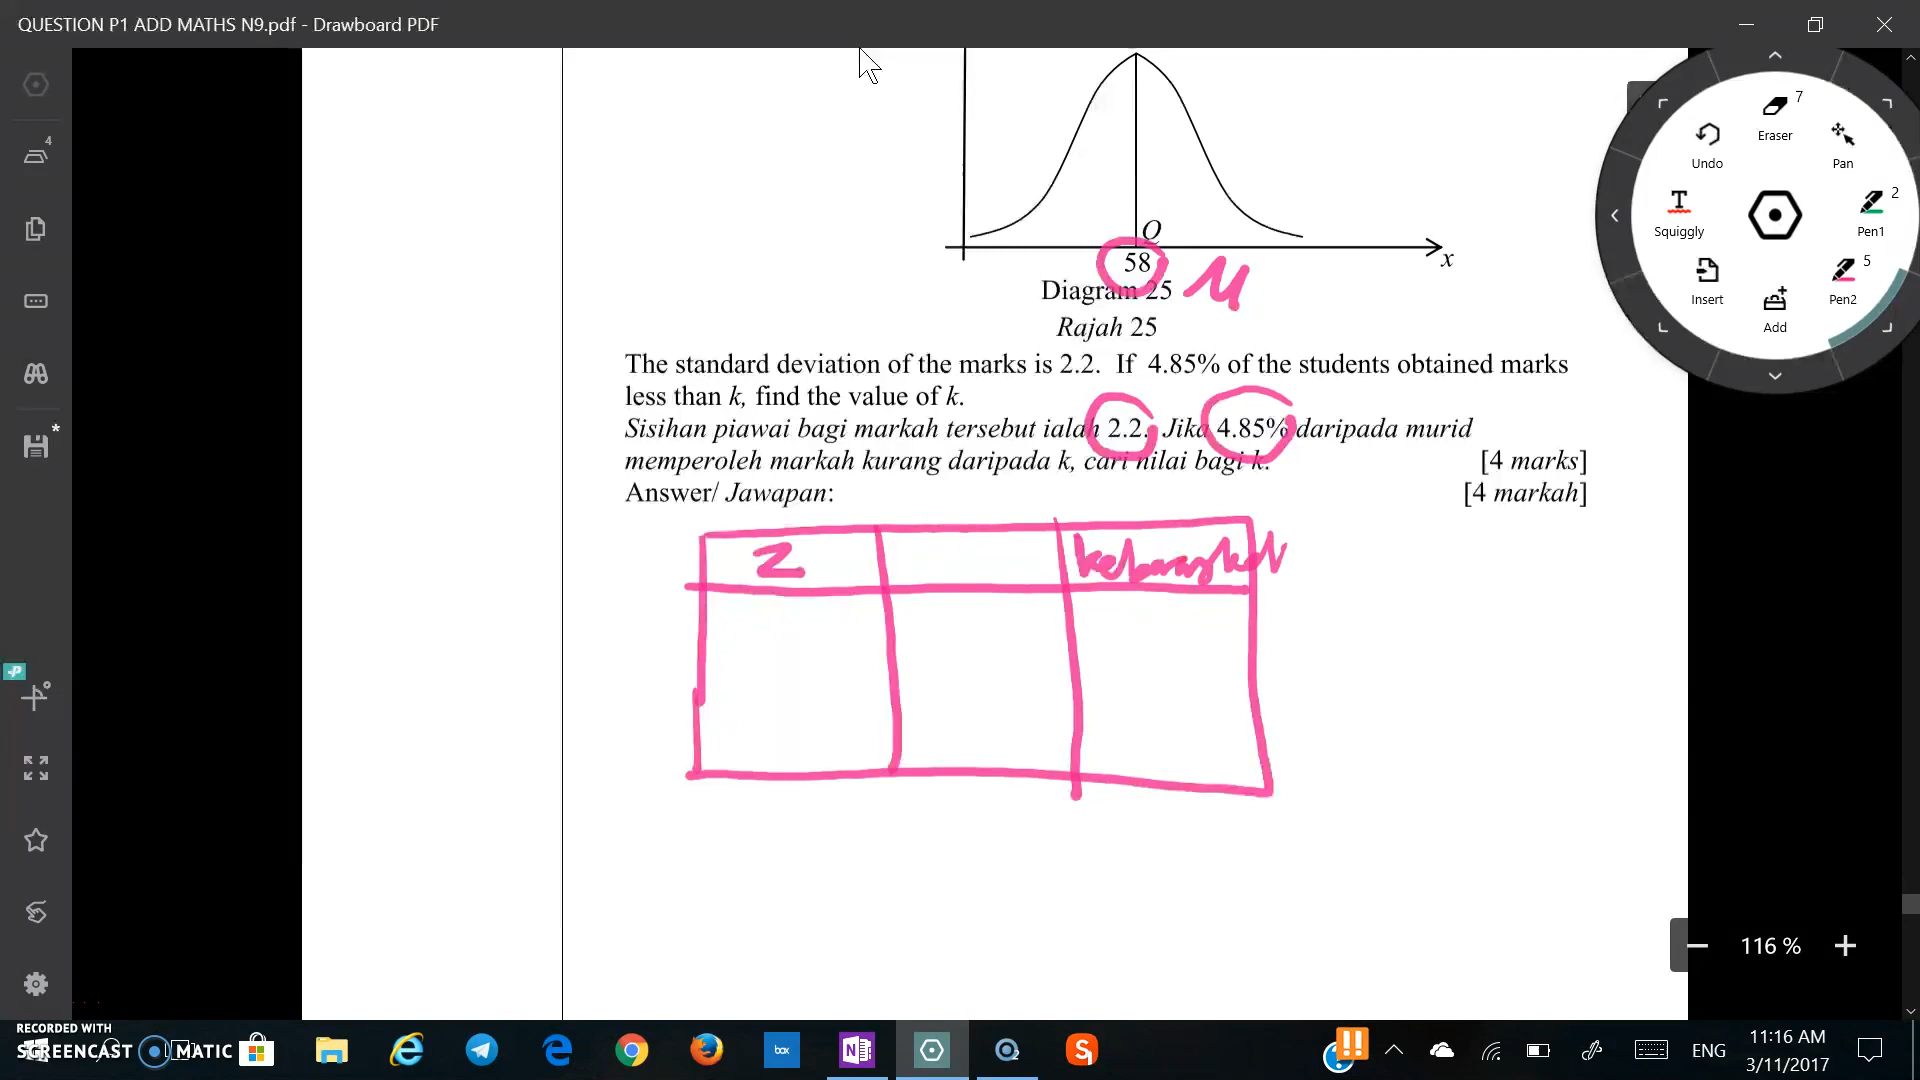 QUESTION P1 ADD MATHS N9.pdf - Drawboard PDF
7
Eraser
Undo
Pan
4
T
Squiggly
2
Pen1
Insert
5
Pen2
Add
Q
58
x
μ
Diagram 25
Rajah 25
The standard deviation of the marks is 2.2. If 4.85% of the students obtained marks
less than k, find the value of k.
Sisihan piawai bagi markah tersebut ialah 2.2. Jika 4.85% daripada murid
memperoleh markah kurang daripada k, cari nilai bagi k. [4 marks]
Answer/ Jawapan: [4 markah]
z
116 %
RECORDED WITH
SCREENCAST MATIC
box
N
S
ENG
11:16 AM
3/11/2017